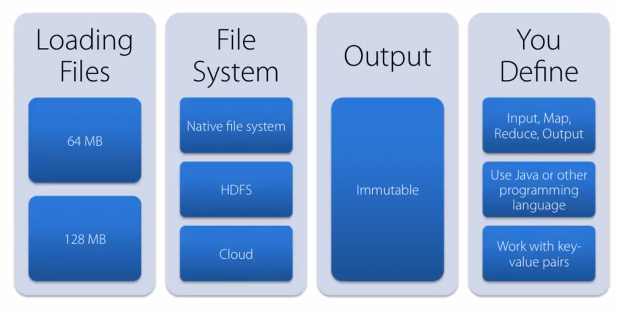 Loading
Files
64 MB
128 MB
File
System
Native file system
HDFS
Cloud
Output
Immutable
You
Define
Input, Map,
Reduce, Output
Use Java or other
programming
language
Work with key-
value pairs